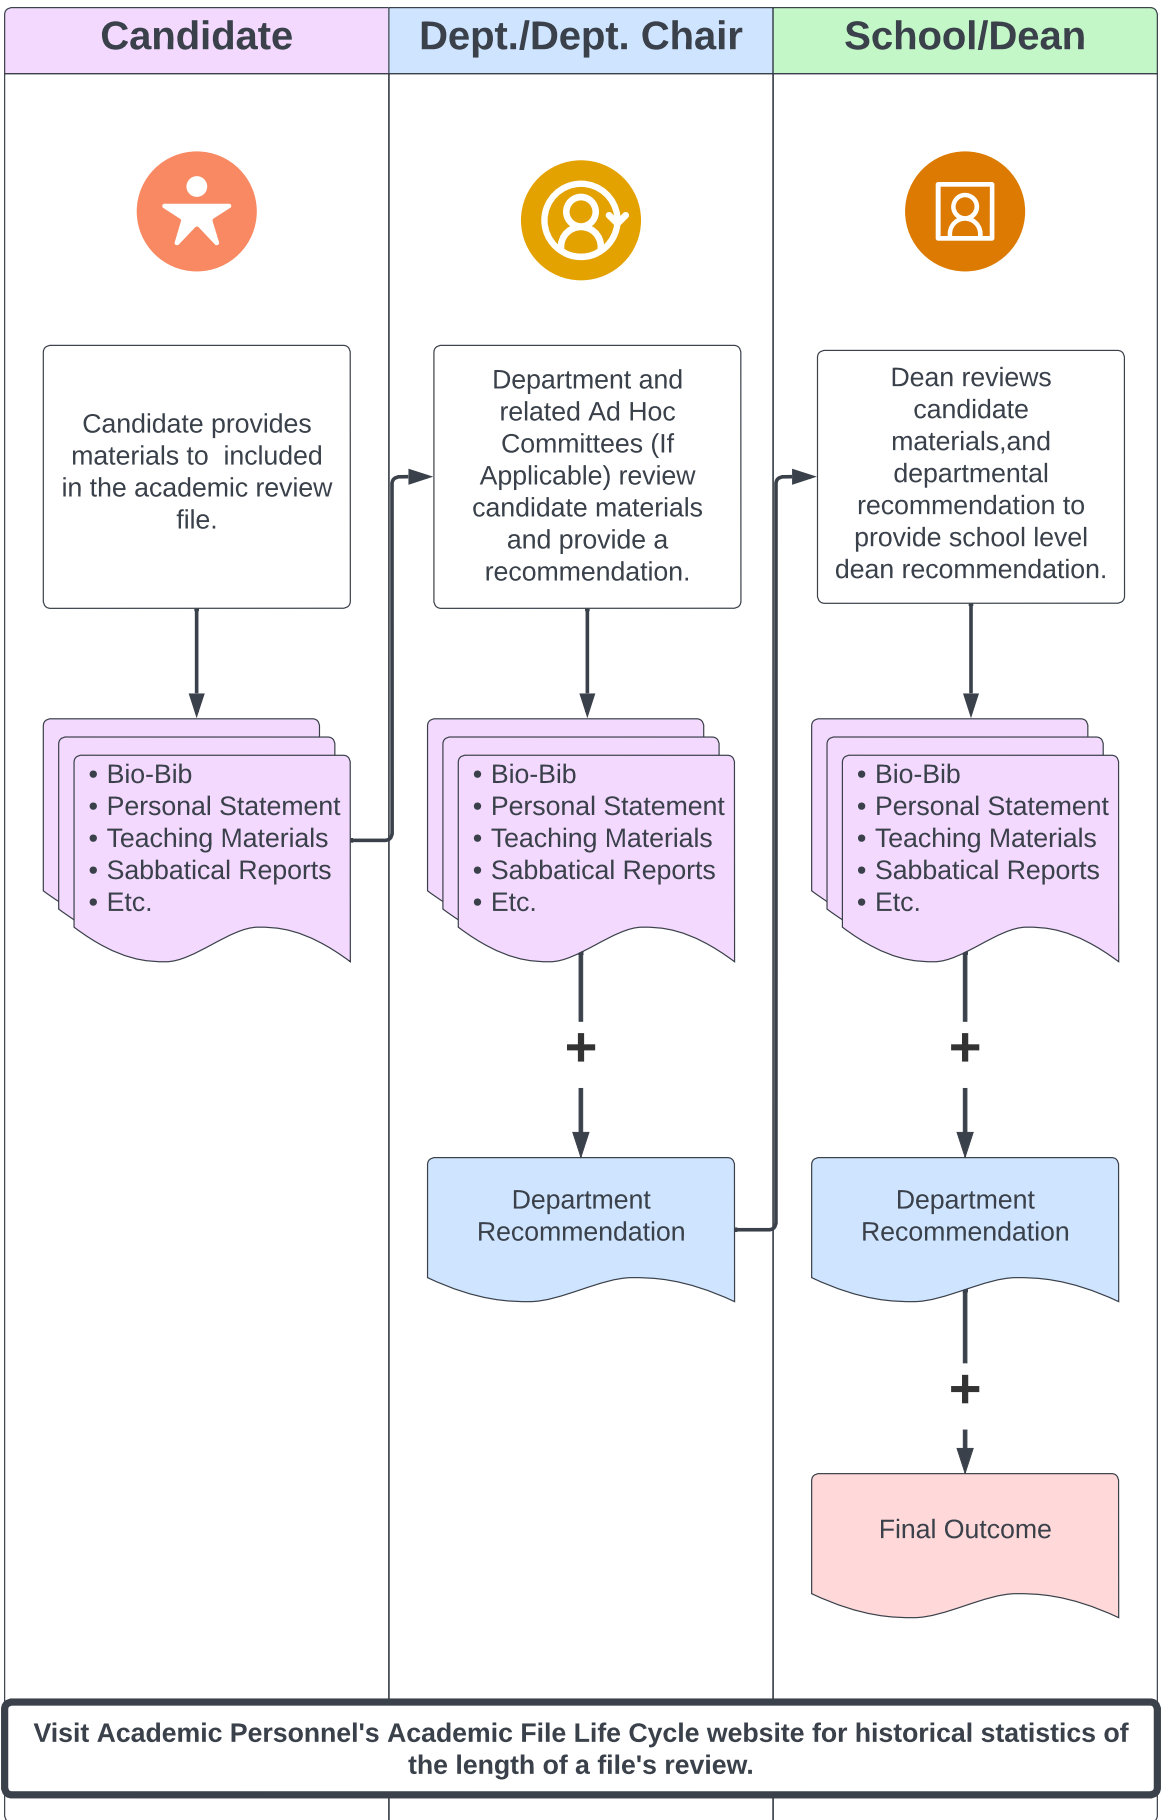 Candidate
Dept./Dept. Chair
School/Dean
Candidate provides
materials to  included
in the academic review
file.
Department and
related Ad Hoc
Committees (If
Applicable) review
candidate materials
and provide a
recommendation.
Dean reviews
candidate
materials,and
departmental
recommendation to
provide school level
dean recommendation.
• Bio-Bib
• Personal Statement
• Teaching Materials
• Sabbatical Reports
• Etc.
• Bio-Bib
• Personal Statement
• Teaching Materials
• Sabbatical Reports
• Etc.
• Bio-Bib
• Personal Statement
• Teaching Materials
• Sabbatical Reports
• Etc.
+
+
Department
Recommendation
Department
Recommendation
+
Final Outcome
Visit Academic Personnel's Academic File Life Cycle website for historical statistics of
the length of a file's review.